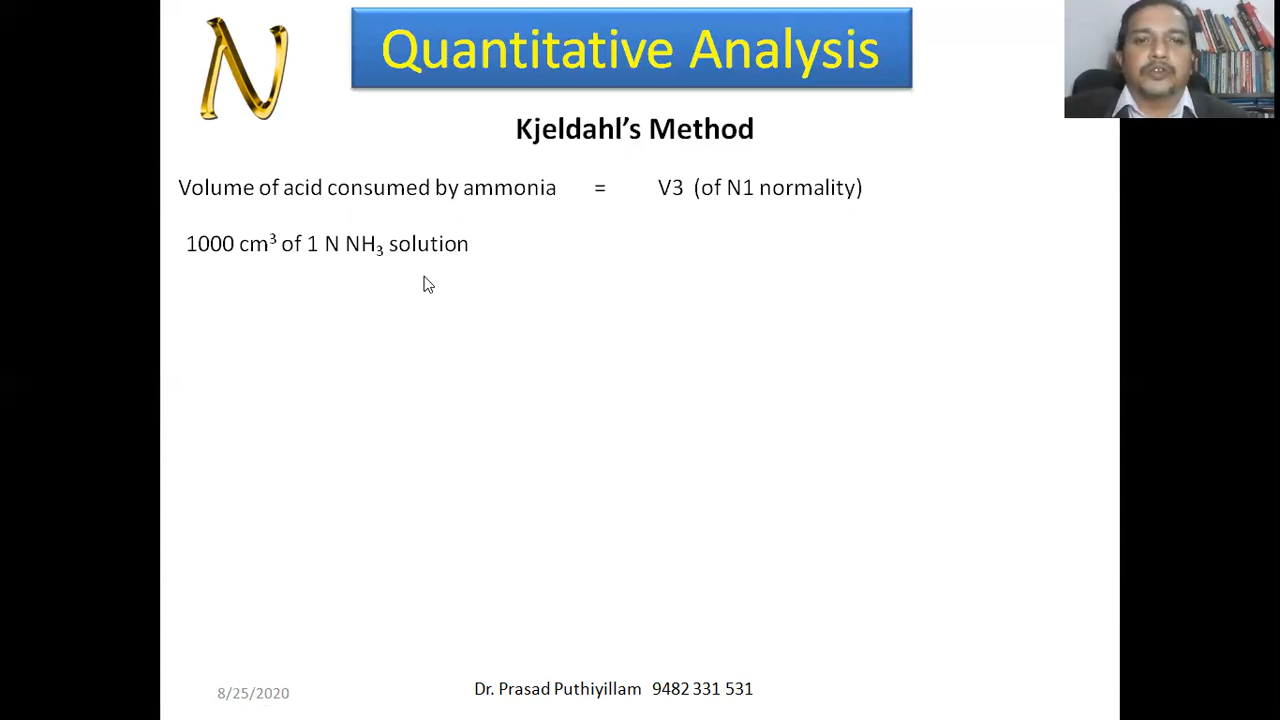 N
Quantitative Analysis
Kjeldahl’s Method
Volume of acid consumed by ammonia = V3 (of N1 normality)
1000 cm³ of 1 N NH₃ solution
8/25/2020
Dr. Prasad Puthiyillam 9482 331 531